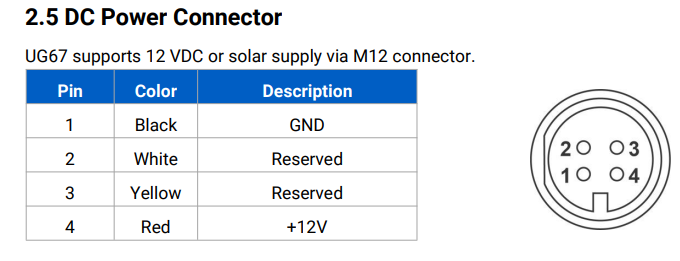 2.5 DC Power Connector
UG67 supports 12 VDC or solar supply via M12 connector.
Pin Color Description
1 Black GND
2 White Reserved
3 Yellow Reserved
4 Red +12V
2 3
1 4